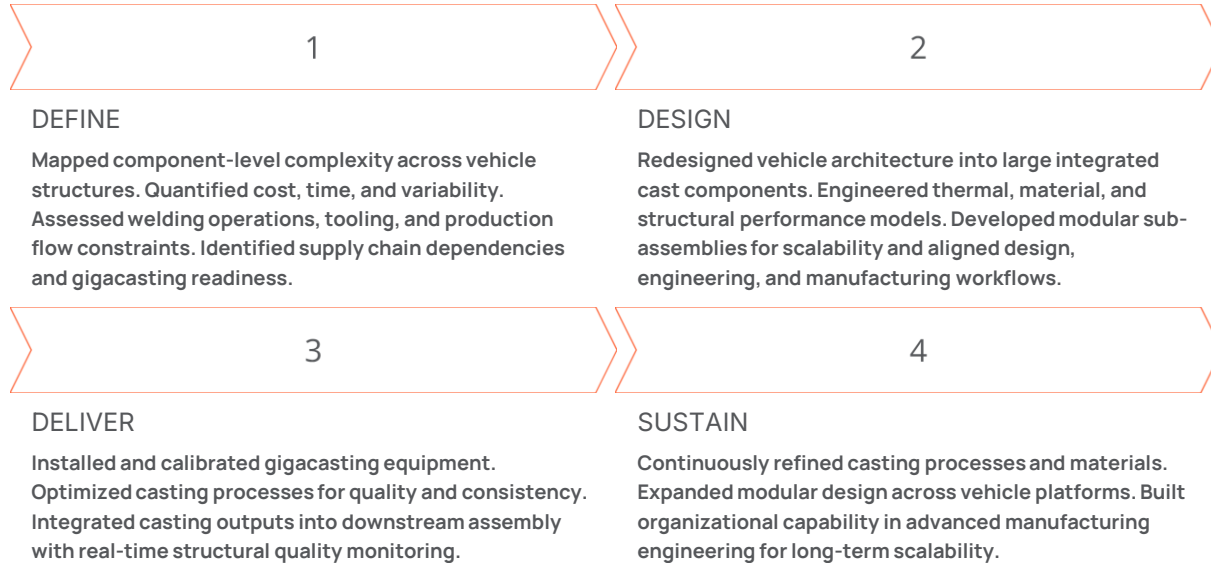 1
DEFINE
Mapped component-level complexity across vehicle
structures. Quantified cost, time, and variability.
Assessed welding operations, tooling, and production
flow constraints. Identified supply chain dependencies
and gigacasting readiness.
2
DESIGN
Redesigned vehicle architecture into large integrated
cast components. Engineered thermal, material, and
structural performance models. Developed modular sub-
assemblies for scalability and aligned design,
engineering, and manufacturing workflows.
3
DELIVER
Installed and calibrated gigacasting equipment.
Optimized casting processes for quality and consistency.
Integrated casting outputs into downstream assembly
with real-time structural quality monitoring.
4
SUSTAIN
Continuously refined casting processes and materials.
Expanded modular design across vehicle platforms. Built
organizational capability in advanced manufacturing
engineering for long-term scalability.